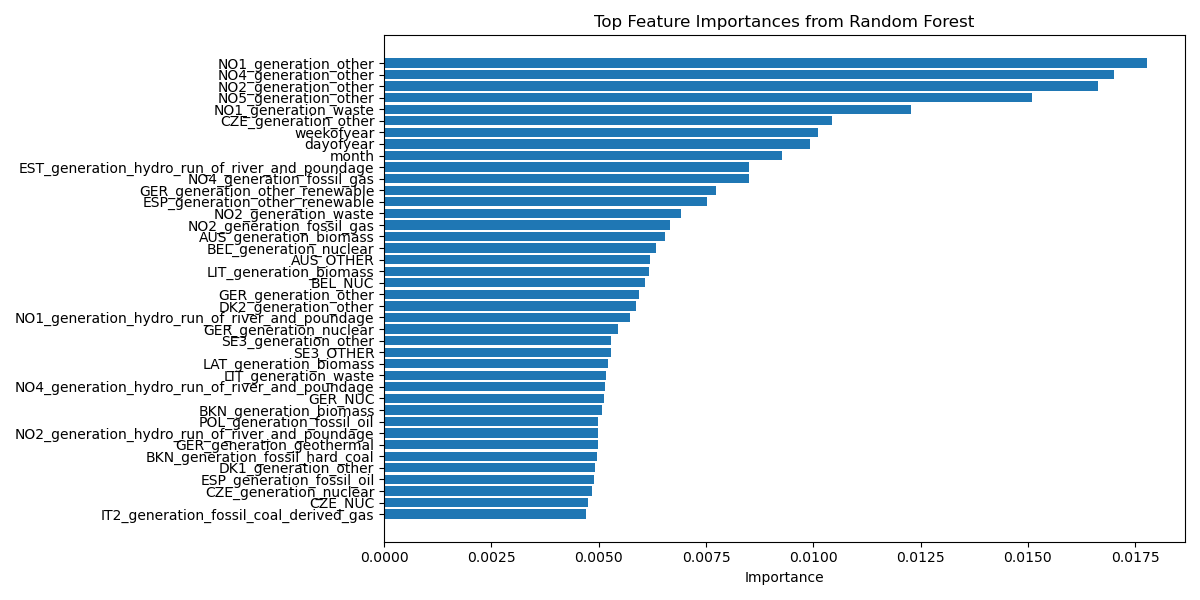 Top Feature Importances from Random Forest
NO1_generation_other
NO4_generation_other
NO2_generation_other
NO5_generation_other
NO1_generation_waste
CZE_generation_other
weekofyear
dayofyear
month
EST_generation_hydro_run_of_river_and_poundage
NO4_generation_fossil_gas
GER_generation_other_renewable
ESP_generation_other_renewable
NO2_generation_waste
NO2_generation_fossil_gas
AUS_generation_biomass
BEL_generation_nuclear
AUS_OTHER
LIT_generation_biomass
BEL_NUC
GER_generation_other
DK2_generation_other
NO1_generation_hydro_run_of_river_and_poundage
GER_generation_nuclear
SE3_generation_other
SE3_OTHER
LAT_generation_biomass
LIT_generation_waste
NO4_generation_hydro_run_of_river_and_poundage
GER_NUC
BKN_generation_biomass
POL_generation_fossil_oil
NO2_generation_hydro_run_of_river_and_poundage
GER_generation_geothermal
BKN_generation_fossil_hard_coal
DK1_generation_other
ESP_generation_fossil_oil
CZE_generation_nuclear
CZE_NUC
IT2_generation_fossil_coal_derived_gas
0.0000 0.0025 0.0050 0.0075 0.0100 0.0125 0.0150 0.0175
Importance